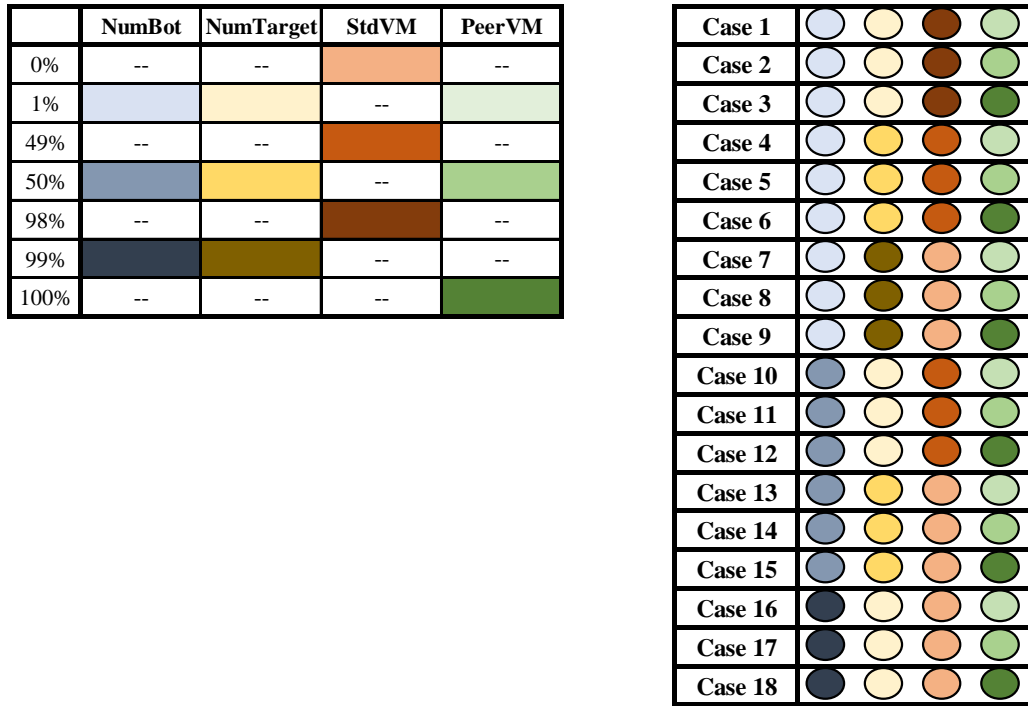 NumBot NumTarget StdVM PeerVM
0% -- -- --
1% --
49% -- -- --
50% --
98% -- -- --
99% -- --
100% -- -- --
Case 1
Case 2
Case 3
Case 4
Case 5
Case 6
Case 7
Case 8
Case 9
Case 10
Case 11
Case 12
Case 13
Case 14
Case 15
Case 16
Case 17
Case 18